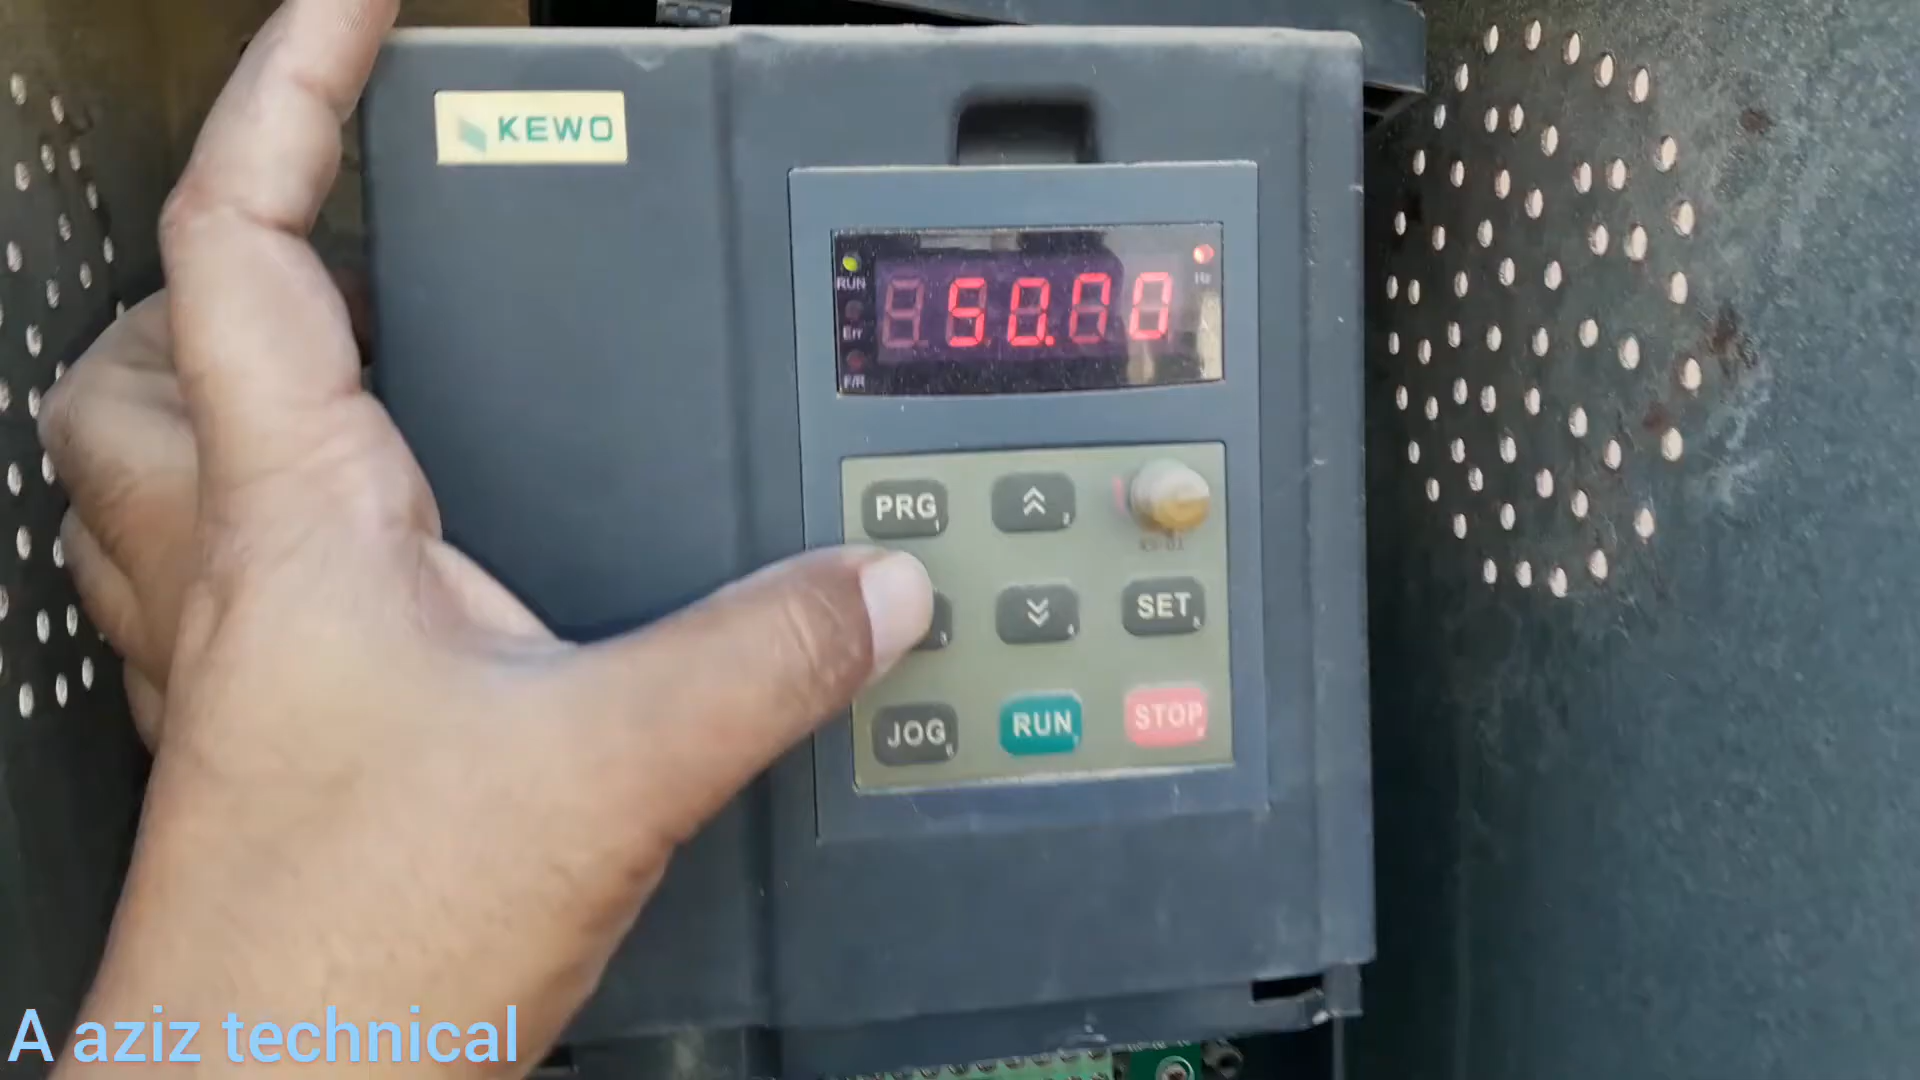 KEWO
RUN
Hz
50.00
Err
F/R
PRG
SET
JOG
RUN
STOP
A aziz technical